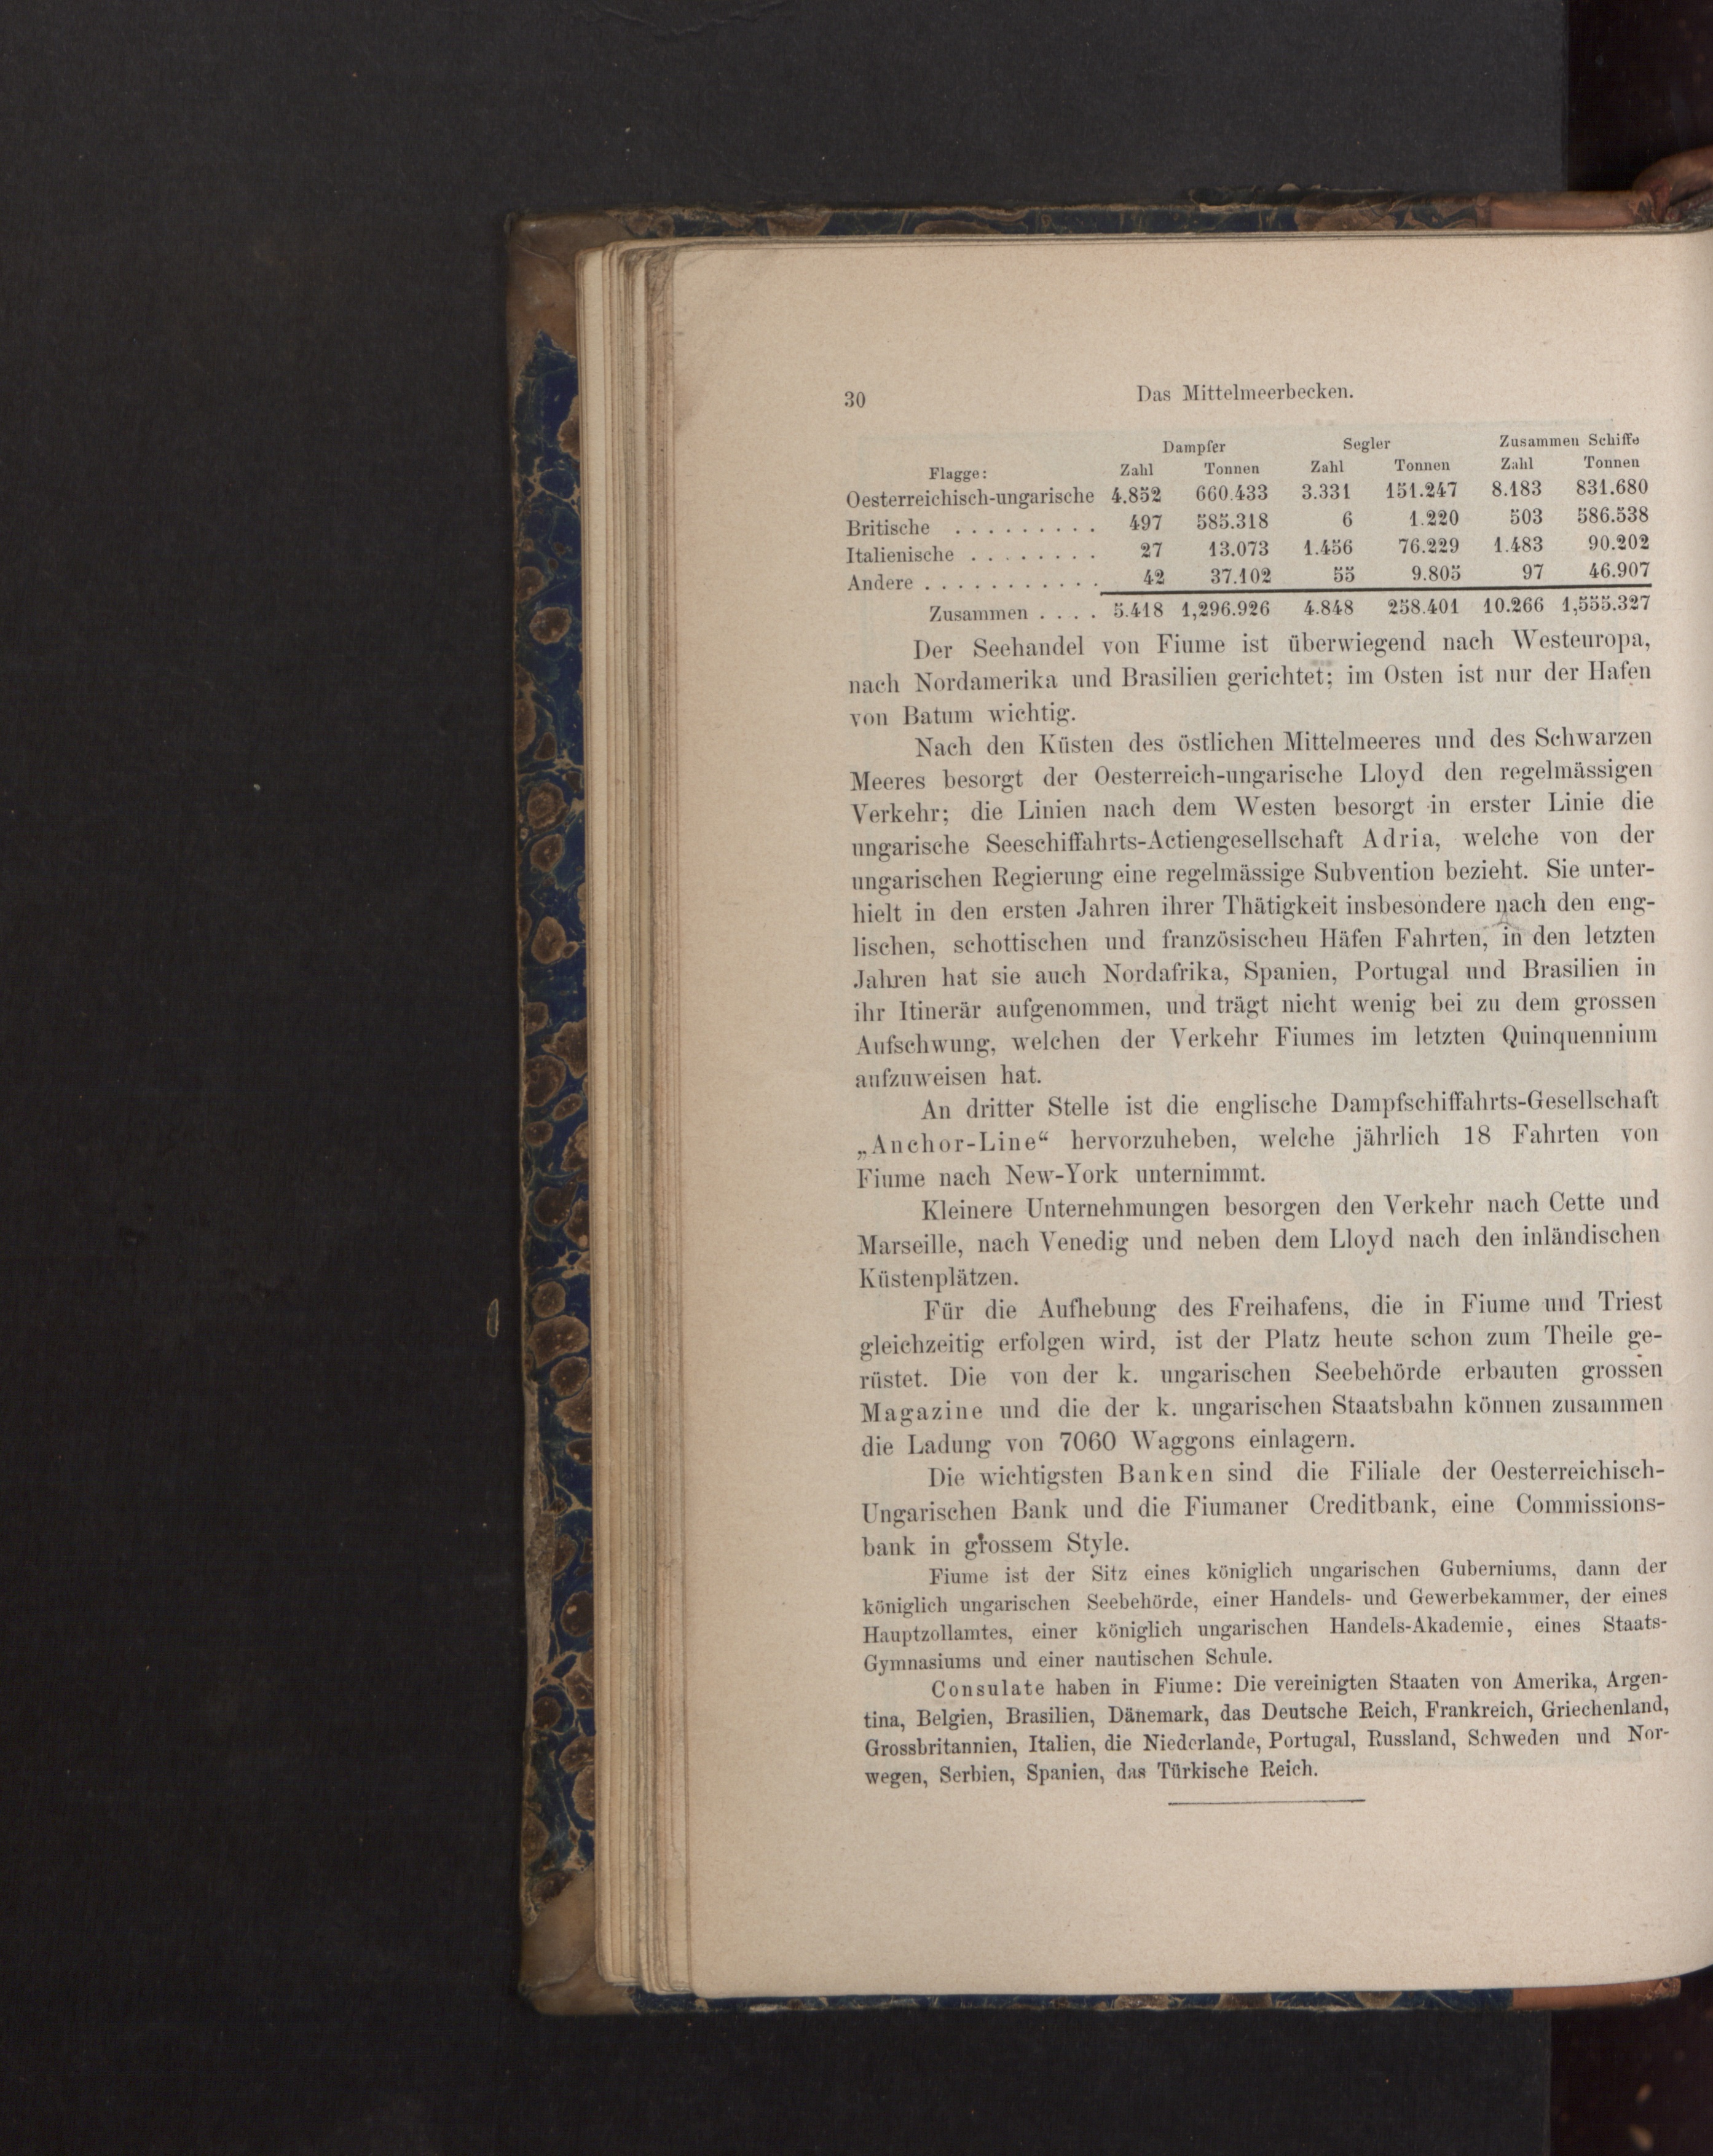 30 Das Mittelmeerbecken.
Dampfer Segler Zusammen Schiffe
Flagge: Zahl Tonnen Zahl Tonnen Zahl Tonnen
Oesterreichisch-ungarische 4.852 660.433 3.331 151.247 8.183 831.680
Britische . . . . . . . . . 497 585.318 6 1.220 503 586.538
Italienische . . . . . . . . 27 13.073 1.456 76.229 1.483 90.202
Andere . . . . . . . . . . . 42 37.102 55 9.805 97 46.907
Zusammen . . . . 5.418 1,296.926 4.848 258.401 10.266 1,555.327
Der Seehandel von Fiume ist überwiegend nach Westeuropa,
nach Nordamerika und Brasilien gerichtet; im Osten ist nur der Hafen
von Batum wichtig.
Nach den Küsten des östlichen Mittelmeeres und des Schwarzen
Meeres besorgt der Oesterreich-ungarische Lloyd den regelmässigen
Verkehr; die Linien nach dem Westen besorgt in erster Linie die
ungarische Seeschiffahrts-Actiengesellschaft Adria, welche von der
ungarischen Regierung eine regelmässige Subvention bezieht. Sie unter-
hielt in den ersten Jahren ihrer Thätigkeit insbesondere nach den eng-
lischen, schottischen und französischen Häfen Fahrten, in den letzten
Jahren hat sie auch Nordafrika, Spanien, Portugal und Brasilien in
ihr Itinerär aufgenommen, und trägt nicht wenig bei zu dem grossen
Aufschwung, welchen der Verkehr Fiumes im letzten Quinquennium
aufzuweisen hat.
An dritter Stelle ist die englische Dampfschiffahrts-Gesellschaft
„Anchor-Line“ hervorzuheben, welche jährlich 18 Fahrten von
Fiume nach New-York unternimmt.
Kleinere Unternehmungen besorgen den Verkehr nach Cette und
Marseille, nach Venedig und neben dem Lloyd nach den inländischen
Küstenplätzen.
Für die Aufhebung des Freihafens, die in Fiume und Triest
gleichzeitig erfolgen wird, ist der Platz heute schon zum Theile ge-
rüstet. Die von der k. ungarischen Seebehörde erbauten grossen
Magazine und die der k. ungarischen Staatsbahn können zusammen
die Ladung von 7060 Waggons einlagern.
Die wichtigsten Banken sind die Filiale der Oesterreichisch-
Ungarischen Bank und die Fiumaner Creditbank, eine Commissions-
bank in grossem Style.
Fiume ist der Sitz eines königlich ungarischen Guberniums, dann der
königlich ungarischen Seebehörde, einer Handels- und Gewerbekammer, der eines
Hauptzollamtes, einer königlich ungarischen Handels-Akademie, eines Staats-
Gymnasiums und einer nautischen Schule.
Consulate haben in Fiume: Die vereinigten Staaten von Amerika, Argen-
tina, Belgien, Brasilien, Dänemark, das Deutsche Reich, Frankreich, Griechenland,
Grossbritannien, Italien, die Niederlande, Portugal, Russland, Schweden und Nor-
wegen, Serbien, Spanien, das Türkische Reich.